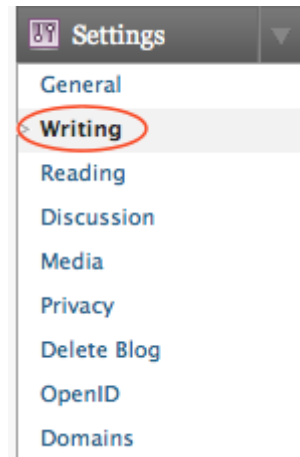 Settings
General
Writing
Reading
Discussion
Media
Privacy
Delete Blog
OpenID
Domains